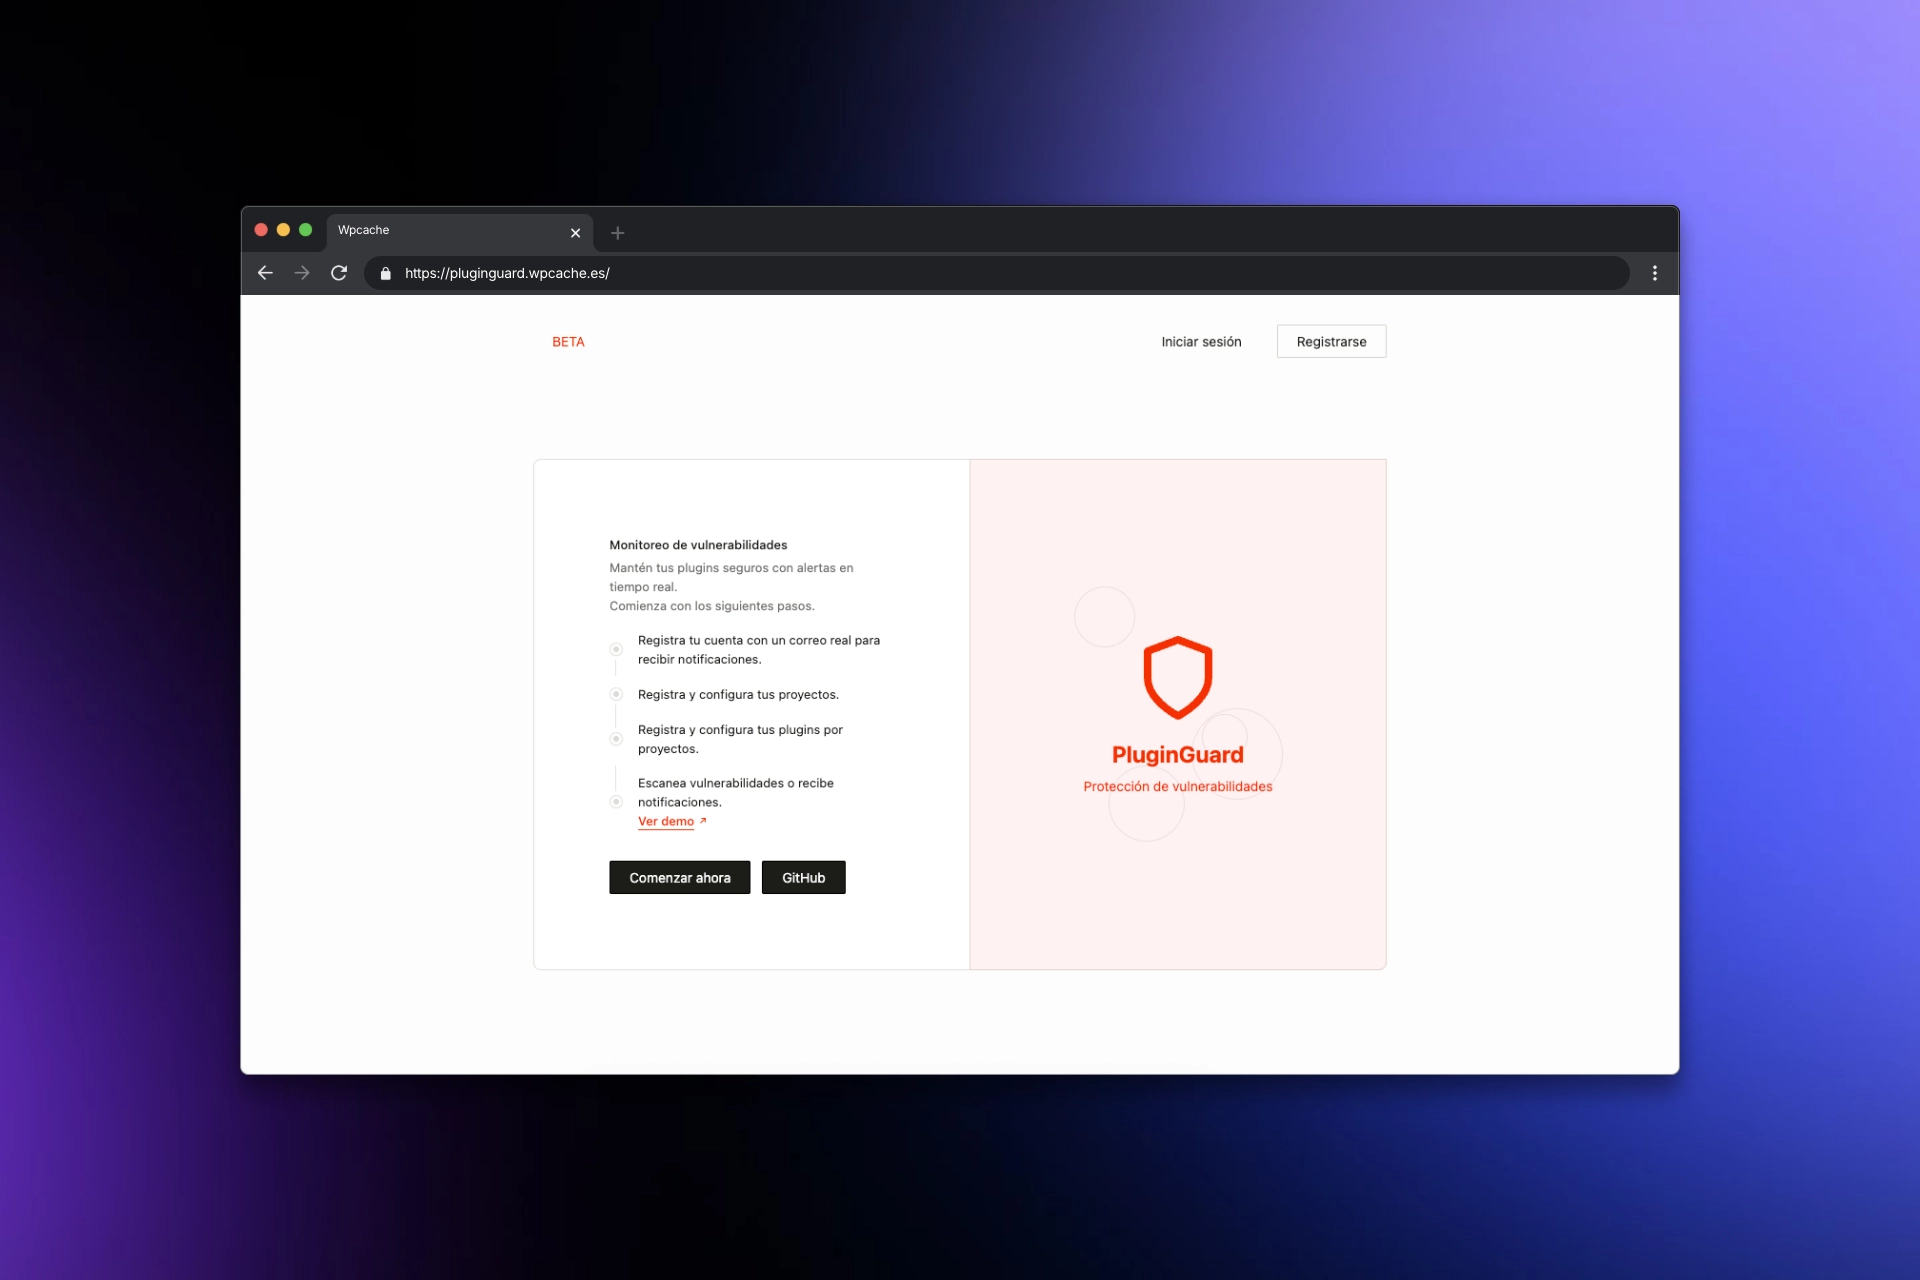 Wpcache
https://pluginguard.wpcache.es/
BETA
Iniciar sesión
Registrarse
Monitoreo de vulnerabilidades
Mantén tus plugins seguros con alertas en
tiempo real.
Comienza con los siguientes pasos.
Registra tu cuenta con un correo real para
recibir notificaciones.
Registra y configura tus proyectos.
Registra y configura tus plugins por
proyectos.
Escanea vulnerabilidades o recibe
notificaciones.
Ver demo
Comenzar ahora
GitHub
PluginGuard
Protección de vulnerabilidades